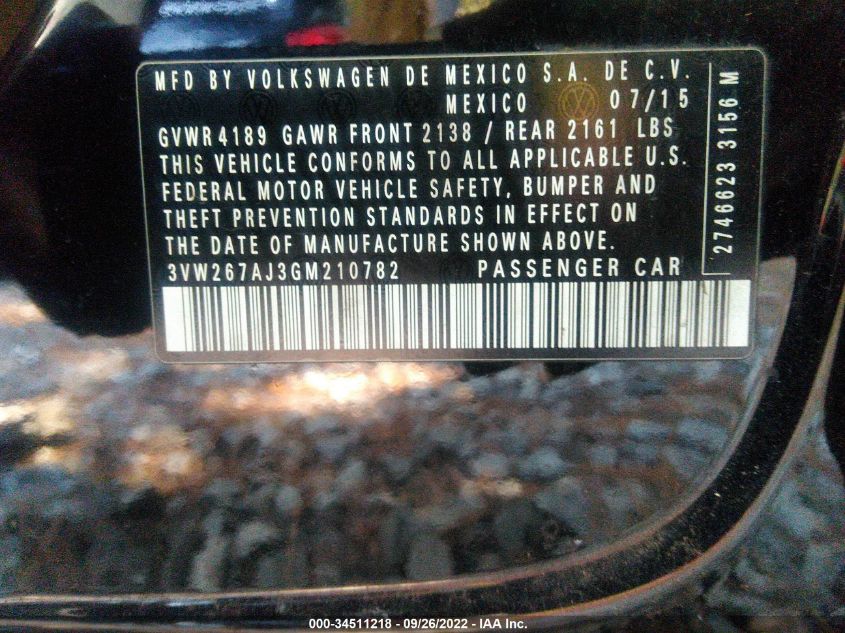 MFD BY VOLKSWAGEN DE MEXICO S.A. DE C.V.
MEXICO 07/15
GVWR 4189 GAWR FRONT 2138 / REAR 2161 LBS
THIS VEHICLE CONFORMS TO ALL APPLICABLE U.S.
FEDERAL MOTOR VEHICLE SAFETY, BUMPER AND
THEFT PREVENTION STANDARDS IN EFFECT ON
THE DATE OF MANUFACTURE SHOWN ABOVE.
3VW267AJ3GM210782 PASSENGER CAR
2746623 3156 M
000-34511218 - 09/26/2022 - IAA Inc.